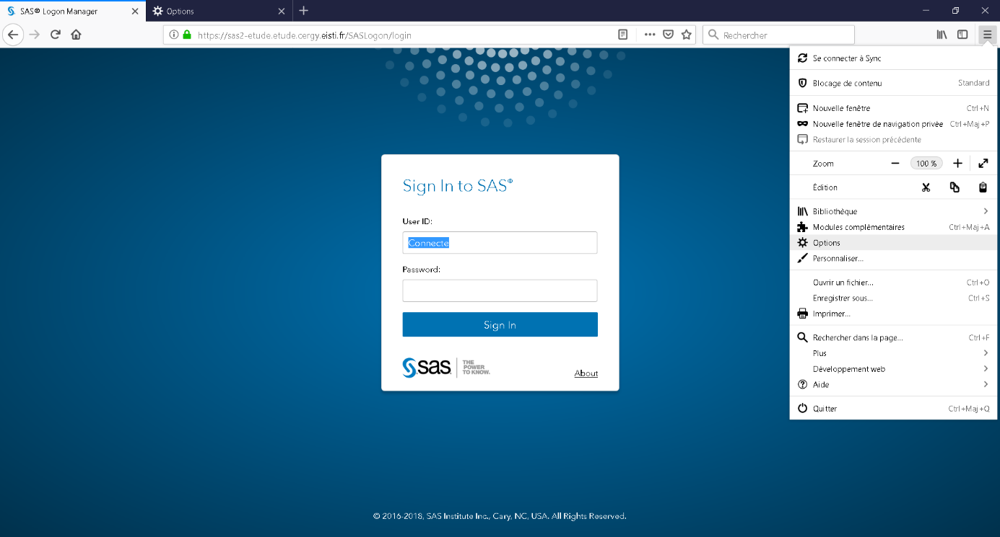 SAS® Logon Manager
Options
https://sas2-etude.etude.cergy.eisti.fr/SASLogon/login
Rechercher
Se connecter à Sync
Blocage de contenu Standard
Nouvelle fenêtre Ctrl+N
Nouvelle fenêtre de navigation privée Ctrl+Maj+P
Restaurer la session précédente
Zoom 100 %
Édition
Bibliothèque
Modules complémentaires Ctrl+Maj+A
Options
Personnaliser...
Ouvrir un fichier... Ctrl+O
Enregistrer sous... Ctrl+S
Imprimer...
Rechercher dans la page... Ctrl+F
Plus
Développement web
Aide
Quitter Ctrl+Maj+Q
Sign In to SAS®
User ID:
Connecte
Password:
Sign In
sas THE POWER TO KNOW.
About
© 2016-2018, SAS Institute Inc., Cary, NC, USA. All Rights Reserved.